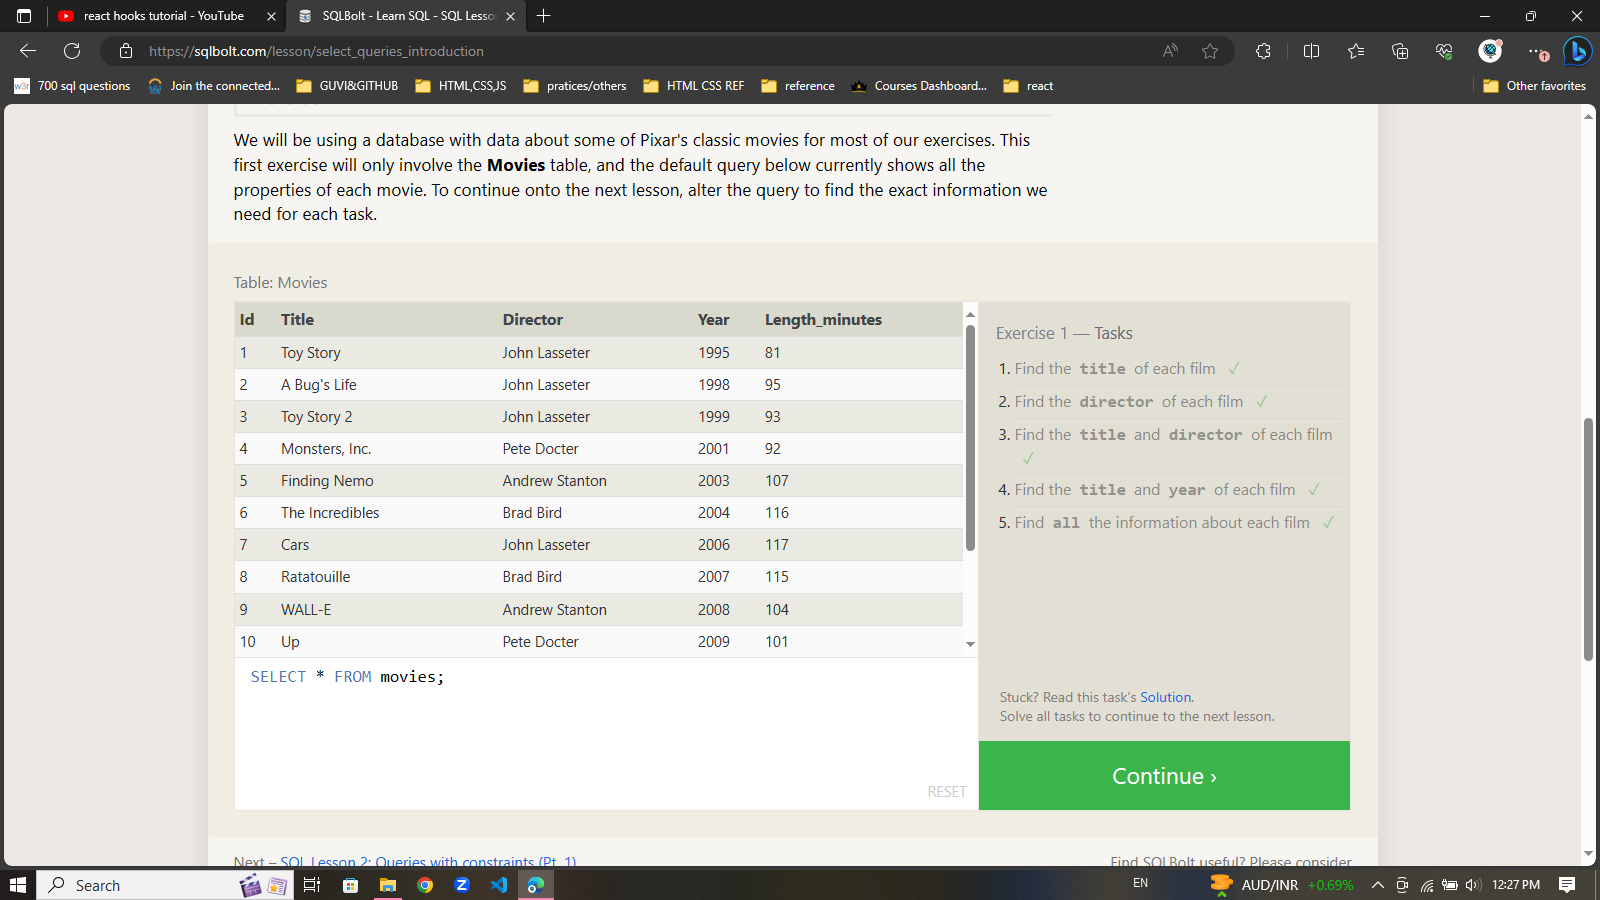 react hooks tutorial - YouTube
SQLBolt - Learn SQL - SQL Lesso
https://sqlbolt.com/lesson/select_queries_introduction
1
w3r 700 sql questions
Join the connected...
GUVI&GITHUB
HTML,CSS,JS
pratices/others
HTML CSS REF
reference
Courses Dashboard...
react
Other favorites
We will be using a database with data about some of Pixar's classic movies for most of our exercises. This
first exercise will only involve the Movies table, and the default query below currently shows all the
properties of each movie. To continue onto the next lesson, alter the query to find the exact information we
need for each task.
Table: Movies
Id Title Director Year Length_minutes
1 Toy Story John Lasseter 1995 81
2 A Bug's Life John Lasseter 1998 95
3 Toy Story 2 John Lasseter 1999 93
4 Monsters, Inc. Pete Docter 2001 92
5 Finding Nemo Andrew Stanton 2003 107
6 The Incredibles Brad Bird 2004 116
7 Cars John Lasseter 2006 117
8 Ratatouille Brad Bird 2007 115
9 WALL-E Andrew Stanton 2008 104
10 Up Pete Docter 2009 101
SELECT * FROM movies;
RESET
Exercise 1 — Tasks
1. Find the title of each film ✓
2. Find the director of each film ✓
3. Find the title and director of each film
✓
4. Find the title and year of each film ✓
5. Find all the information about each film ✓
Stuck? Read this task's Solution.
Solve all tasks to continue to the next lesson.
Continue ›
Next – SQL Lesson 2: Queries with constraints (Pt. 1)
Find SQLBolt useful? Please consider
Search
EN
AUD/INR +0.69%
12:27 PM